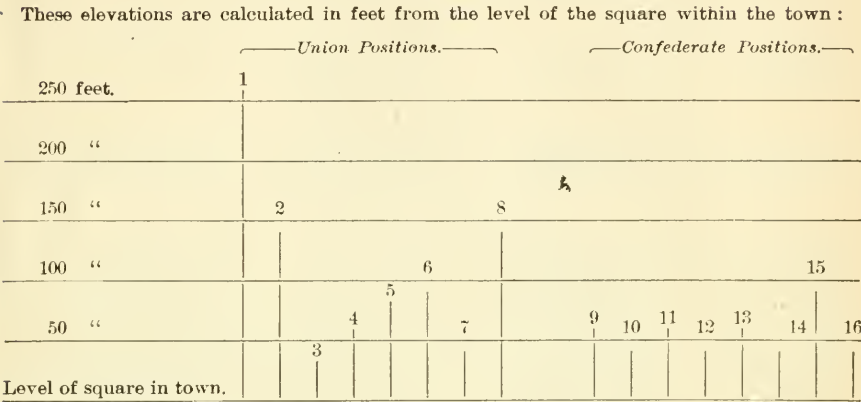 These elevations are calculated in feet from the level of the square within the town :
Union Positions. Confederate Positions.
1
250 feet.
200 “
150 “ 2 8
100 “ 6 15
5
50 “ 4 7 9 10 11 12 13 14 16
3
Level of square in town.